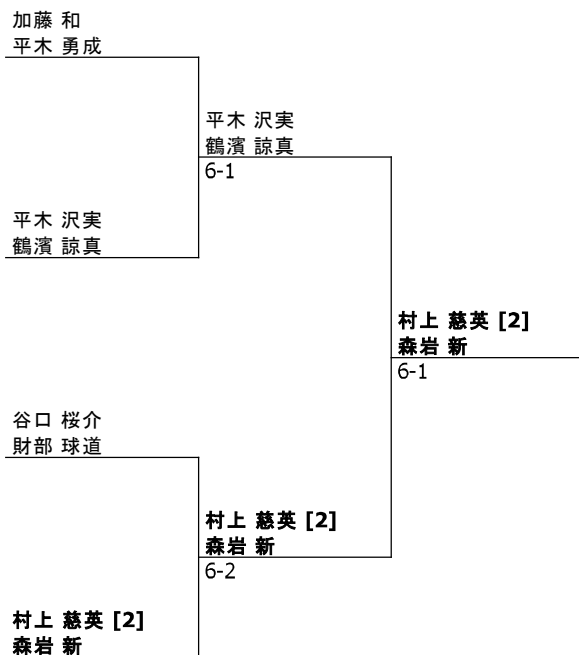 加藤 和
平木 勇成
平木 沢実
鶴濱 諒真
6-1
平木 沢実
鶴濱 諒真
村上 慈英 [2]
森岩 新
6-1
谷口 桜介
財部 球道
村上 慈英 [2]
森岩 新
6-2
村上 慈英 [2]
森岩 新